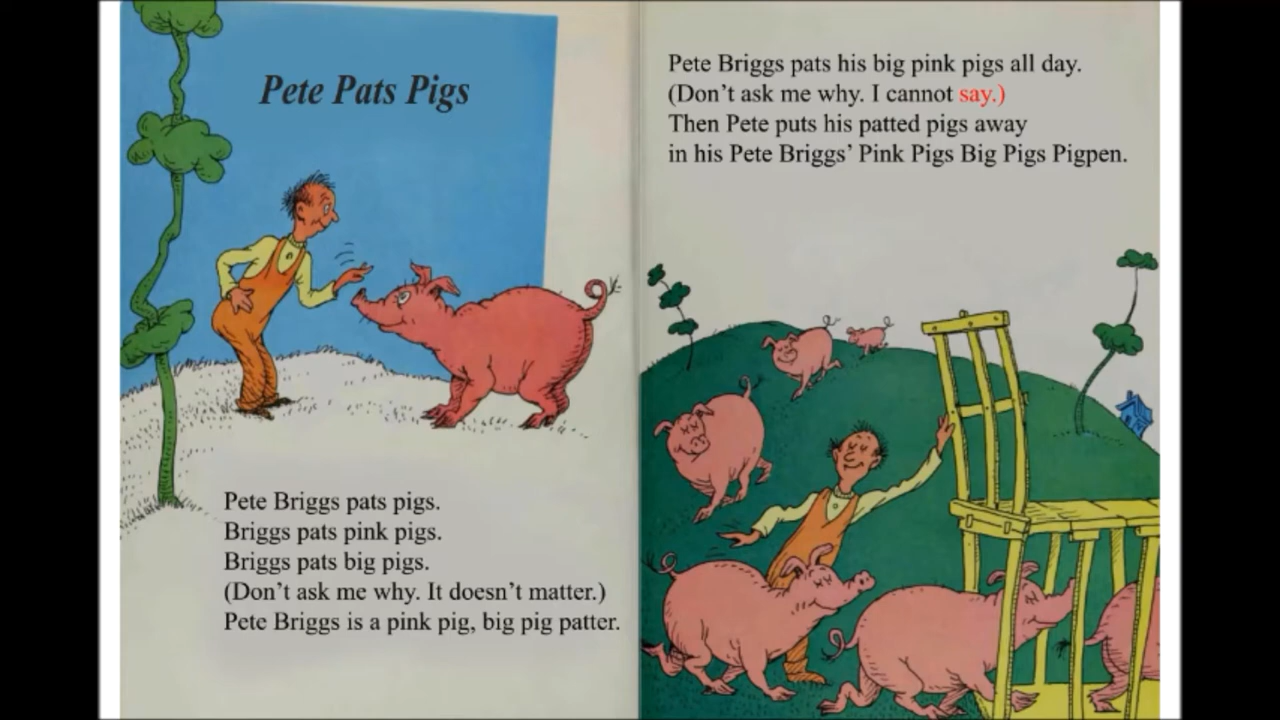 Pete Pats Pigs
Pete Briggs pats pigs.
Briggs pats pink pigs.
Briggs pats big pigs.
(Don't ask me why. It doesn't matter.)
Pete Briggs is a pink pig, big pig patter.
Pete Briggs pats his big pink pigs all day.
(Don't ask me why. I cannot say.)
Then Pete puts his patted pigs away
in his Pete Briggs' Pink Pigs Big Pigs Pigpen.